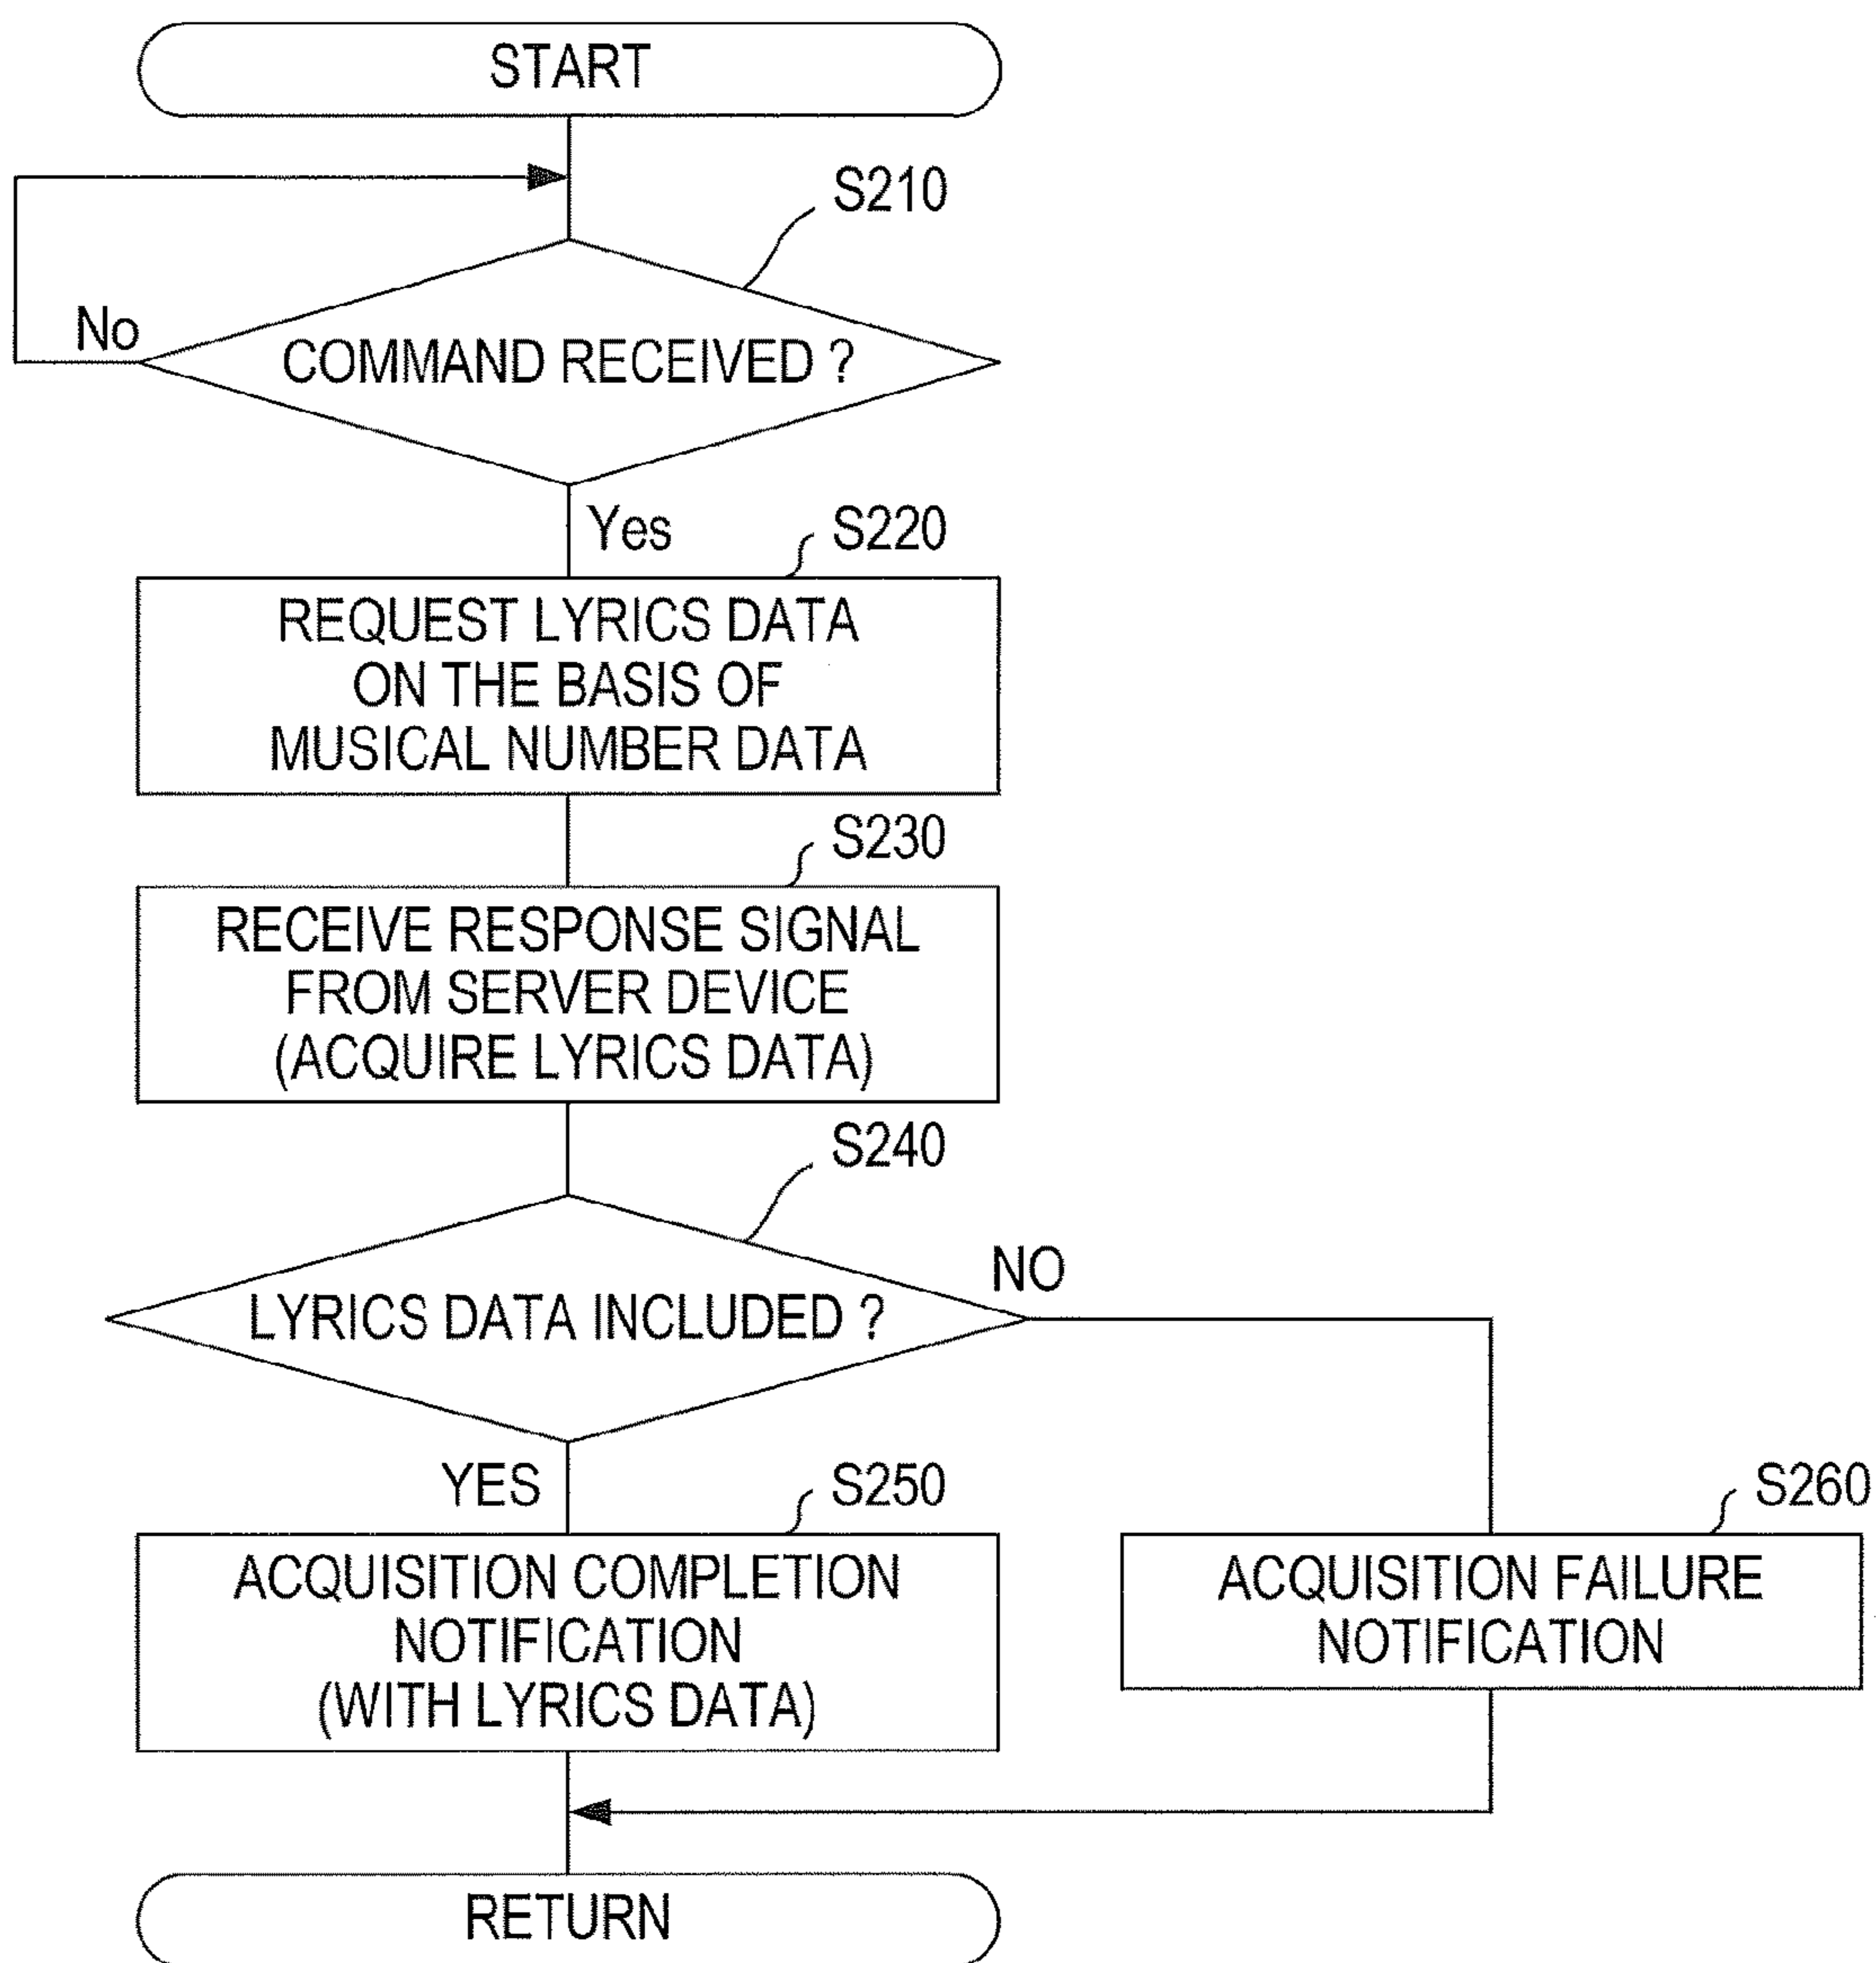 START
S210
No
COMMAND RECEIVED ?
Yes
S220
REQUEST LYRICS DATA
ON THE BASIS OF
MUSICAL NUMBER DATA
S230
RECEIVE RESPONSE SIGNAL
FROM SERVER DEVICE
(ACQUIRE LYRICS DATA)
S240
NO
LYRICS DATA INCLUDED ?
YES
S250
ACQUISITION COMPLETION
NOTIFICATION
(WITH LYRICS DATA)
S260
ACQUISITION FAILURE
NOTIFICATION
RETURN